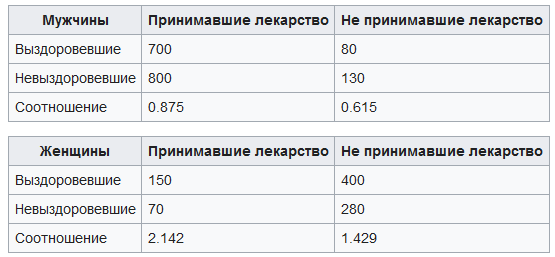 Мужчины Принимавшие лекарство Не принимавшие лекарство
Выздоровевшие 700 80
Невыздоровевшие 800 130
Соотношение 0.875 0.615
Женщины Принимавшие лекарство Не принимавшие лекарство
Выздоровевшие 150 400
Невыздоровевшие 70 280
Соотношение 2.142 1.429